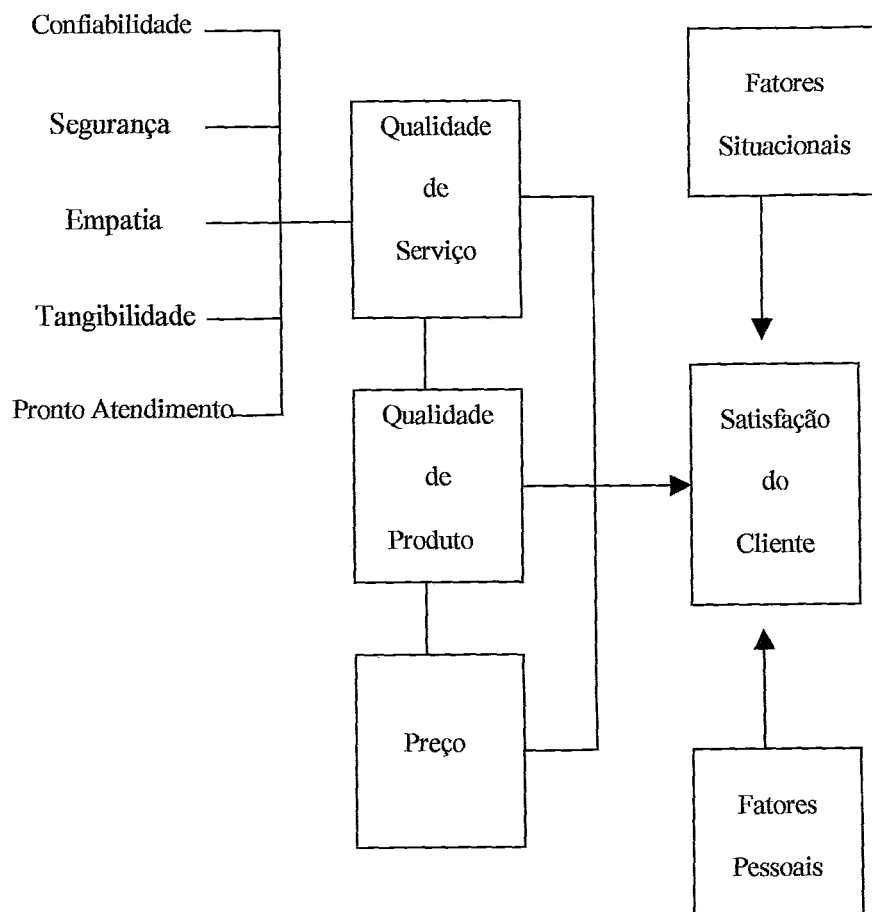 Confiabilidade
Segurança
Empatia
Tangibilidade
Pronto Atendimento
Qualidade
de
Serviço
Qualidade
de
Produto
Preço
Fatores
Situacionais
Satisfação
do
Cliente
Fatores
Pessoais